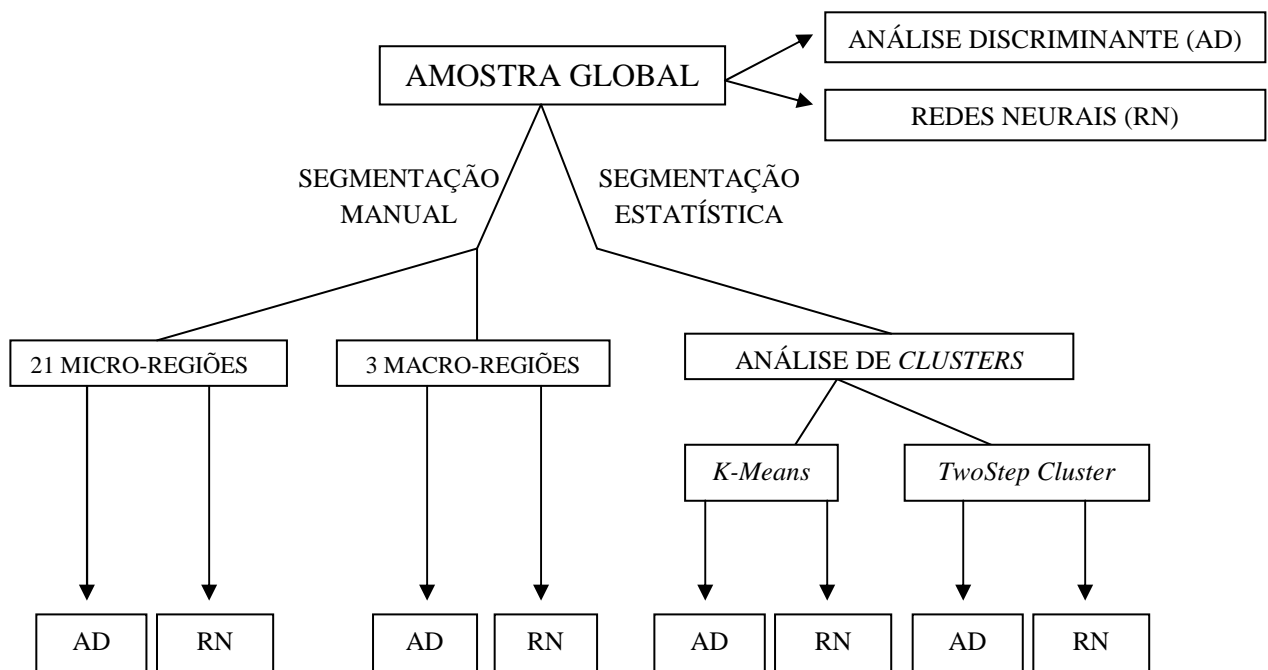 ANÁLISE DISCRIMINANTE (AD)
AMOSTRA GLOBAL
REDES NEURAIS (RN)
SEGMENTAÇÃO
MANUAL
SEGMENTAÇÃO
ESTATÍSTICA
21 MICRO-REGIÕES
3 MACRO-REGIÕES
ANÁLISE DE CLUSTERS
K-Means
TwoStep Cluster
AD
RN
AD
RN
AD
RN
AD
RN